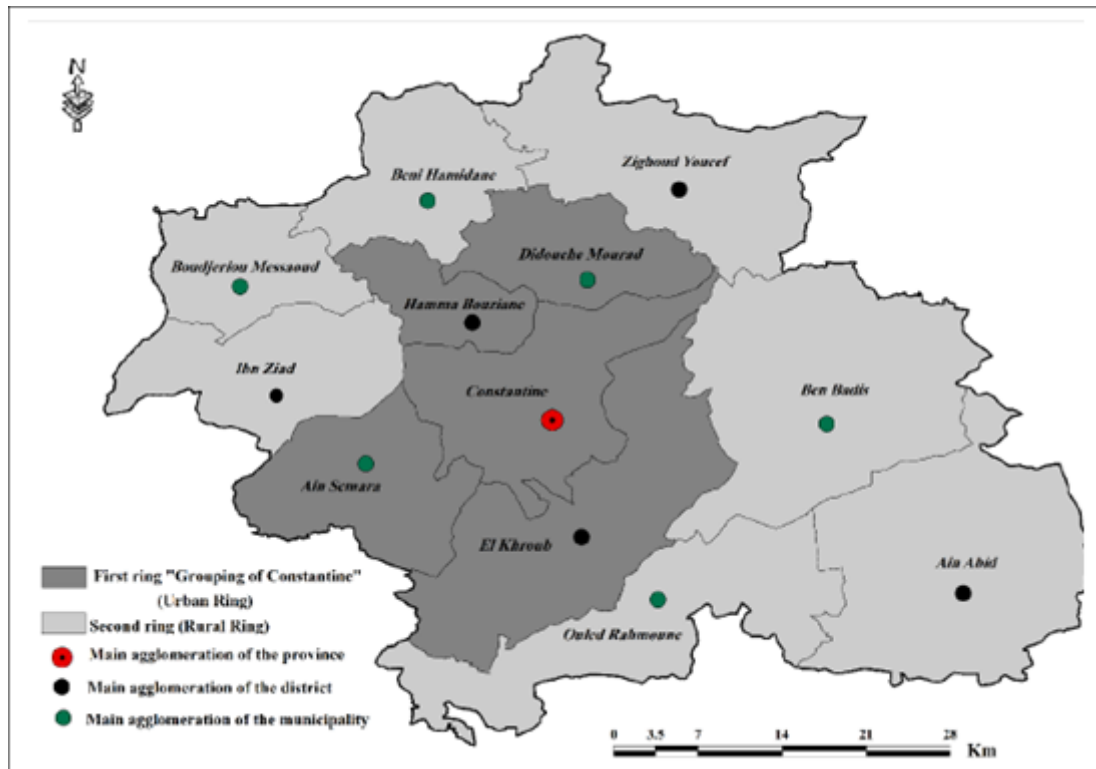 N
Zighoud Youcef
Beni Hamidane
Didouche Mourad
Boudjeriou Messaoud
Hamma Bouziane
Ibn Ziad
Constantine
Ben Badis
Ain Semara
El Khroub
Ain Abid
Ouled Rahmoune
First ring "Grouping of Constantine"
(Urban Ring)
Second ring (Rural Ring)
Main agglomeration of the province
Main agglomeration of the district
Main agglomeration of the municipality
0 3.5 7 14 21 28
Km